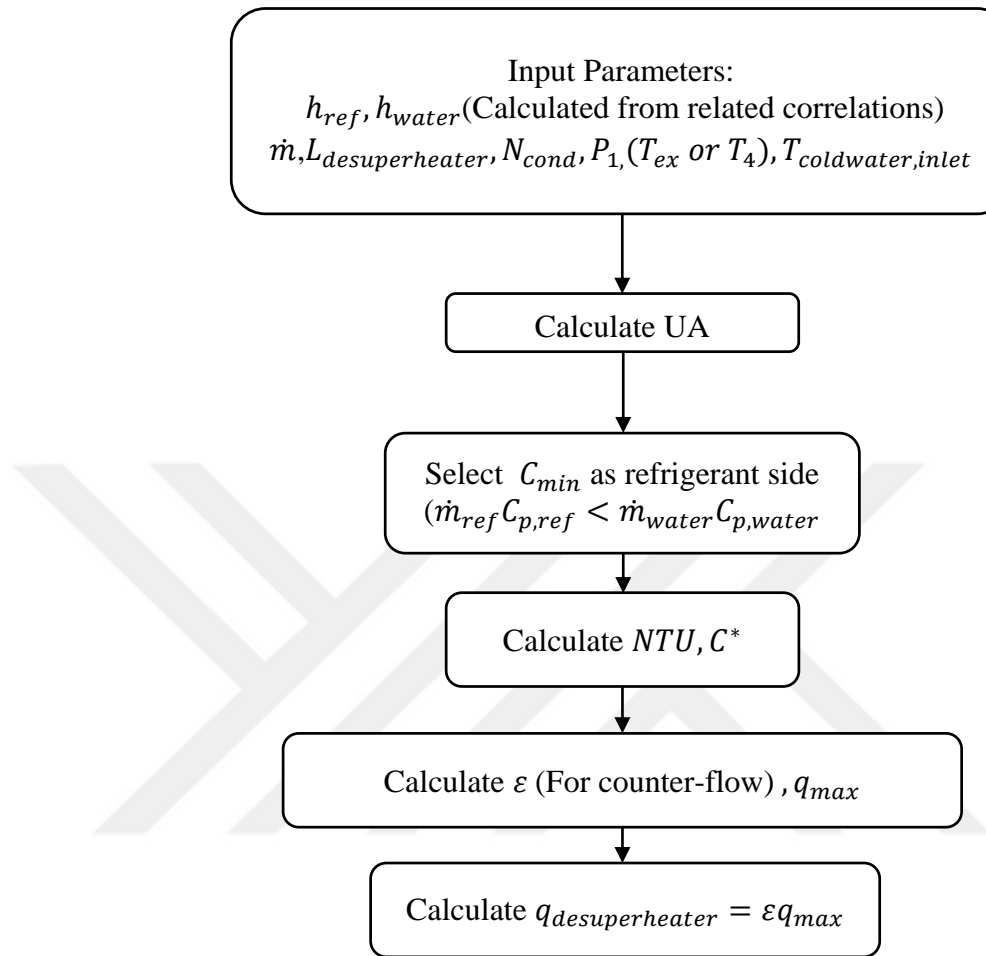 Input Parameters:
h_ref, h_water(Calculated from related correlations)
ṁ, L_desuperheater, N_cond, P_1, (T_ex or T_4), T_coldwater,inlet
Calculate UA
Select C_min as refrigerant side
(ṁ_ref C_p,ref < ṁ_water C_p,water
Calculate NTU, C*
Calculate ε (For counter-flow) , q_max
Calculate q_desuperheater = εq_max